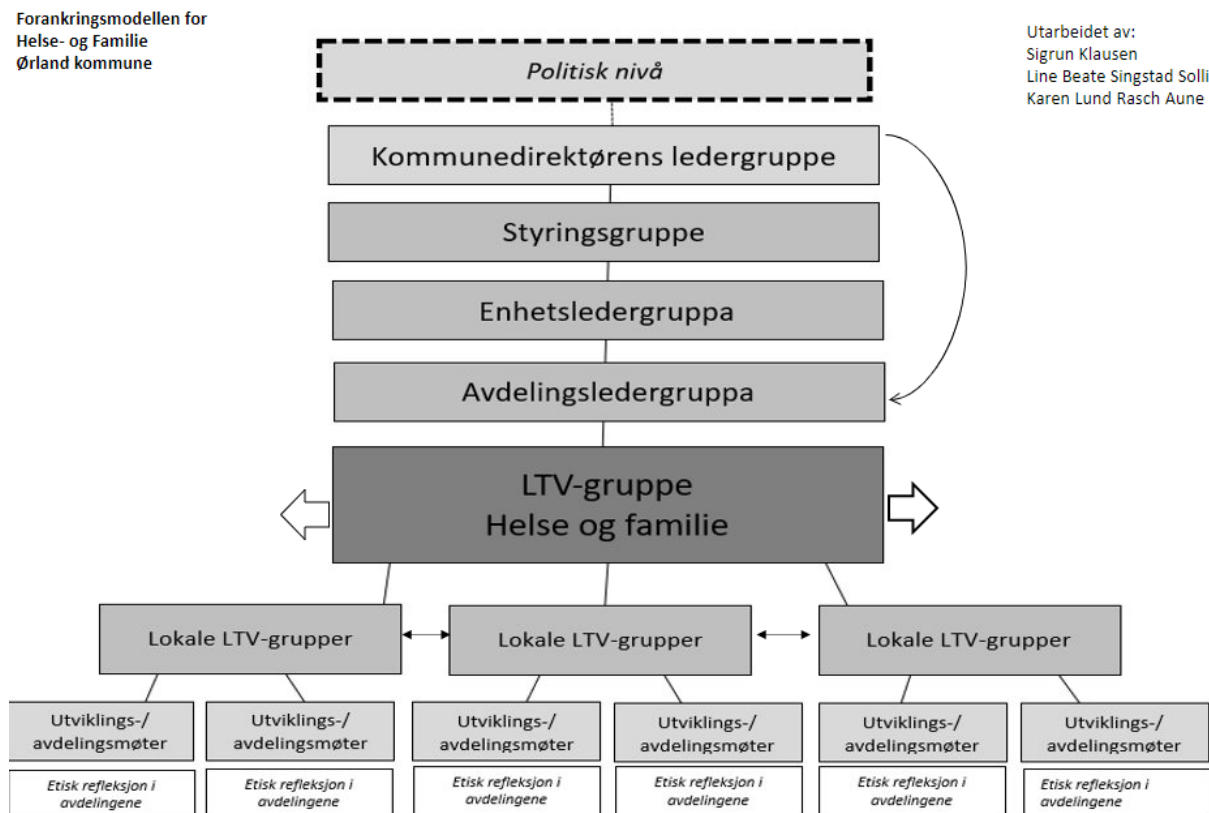 Forankringsmodellen for
Helse- og Familie
Ørland kommune
Utarbeidet av:
Sigrun Klausen
Line Beate Singstad Solli
Karen Lund Rasch Aune
Politisk nivå
Kommunedirektørens ledergruppe
Styringsgruppe
Enhetsledergruppa
Avdelingsledergruppa
LTV-gruppe
Helse og familie
Lokale LTV-grupper
Lokale LTV-grupper
Lokale LTV-grupper
Utviklings-/
avdelingsmøter
Utviklings-/
avdelingsmøter
Utviklings-/
avdelingsmøter
Utviklings-/
avdelingsmøter
Utviklings-/
avdelingsmøter
Utviklings-/
avdelingsmøter
Etisk refleksjon i
avdelingene
Etisk refleksjon i
avdelingene
Etisk refleksjon i
avdelingene
Etisk refleksjon i
avdelingene
Etisk refleksjon i
avdelingene
Etisk refleksjon i
avdelingene